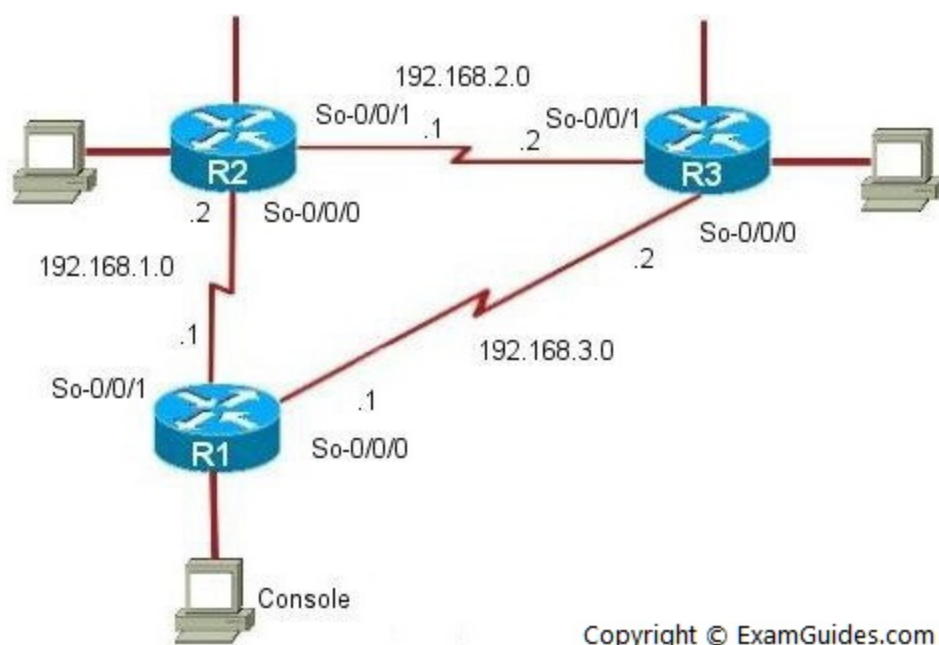 192.168.2.0
So-0/0/1
.1
So-0/0/1
.2
R2
R3
.2
So-0/0/0
So-0/0/0
.2
192.168.1.0
.1
192.168.3.0
So-0/0/1
.1
R1
So-0/0/0
Console
Copyright © ExamGuides.com